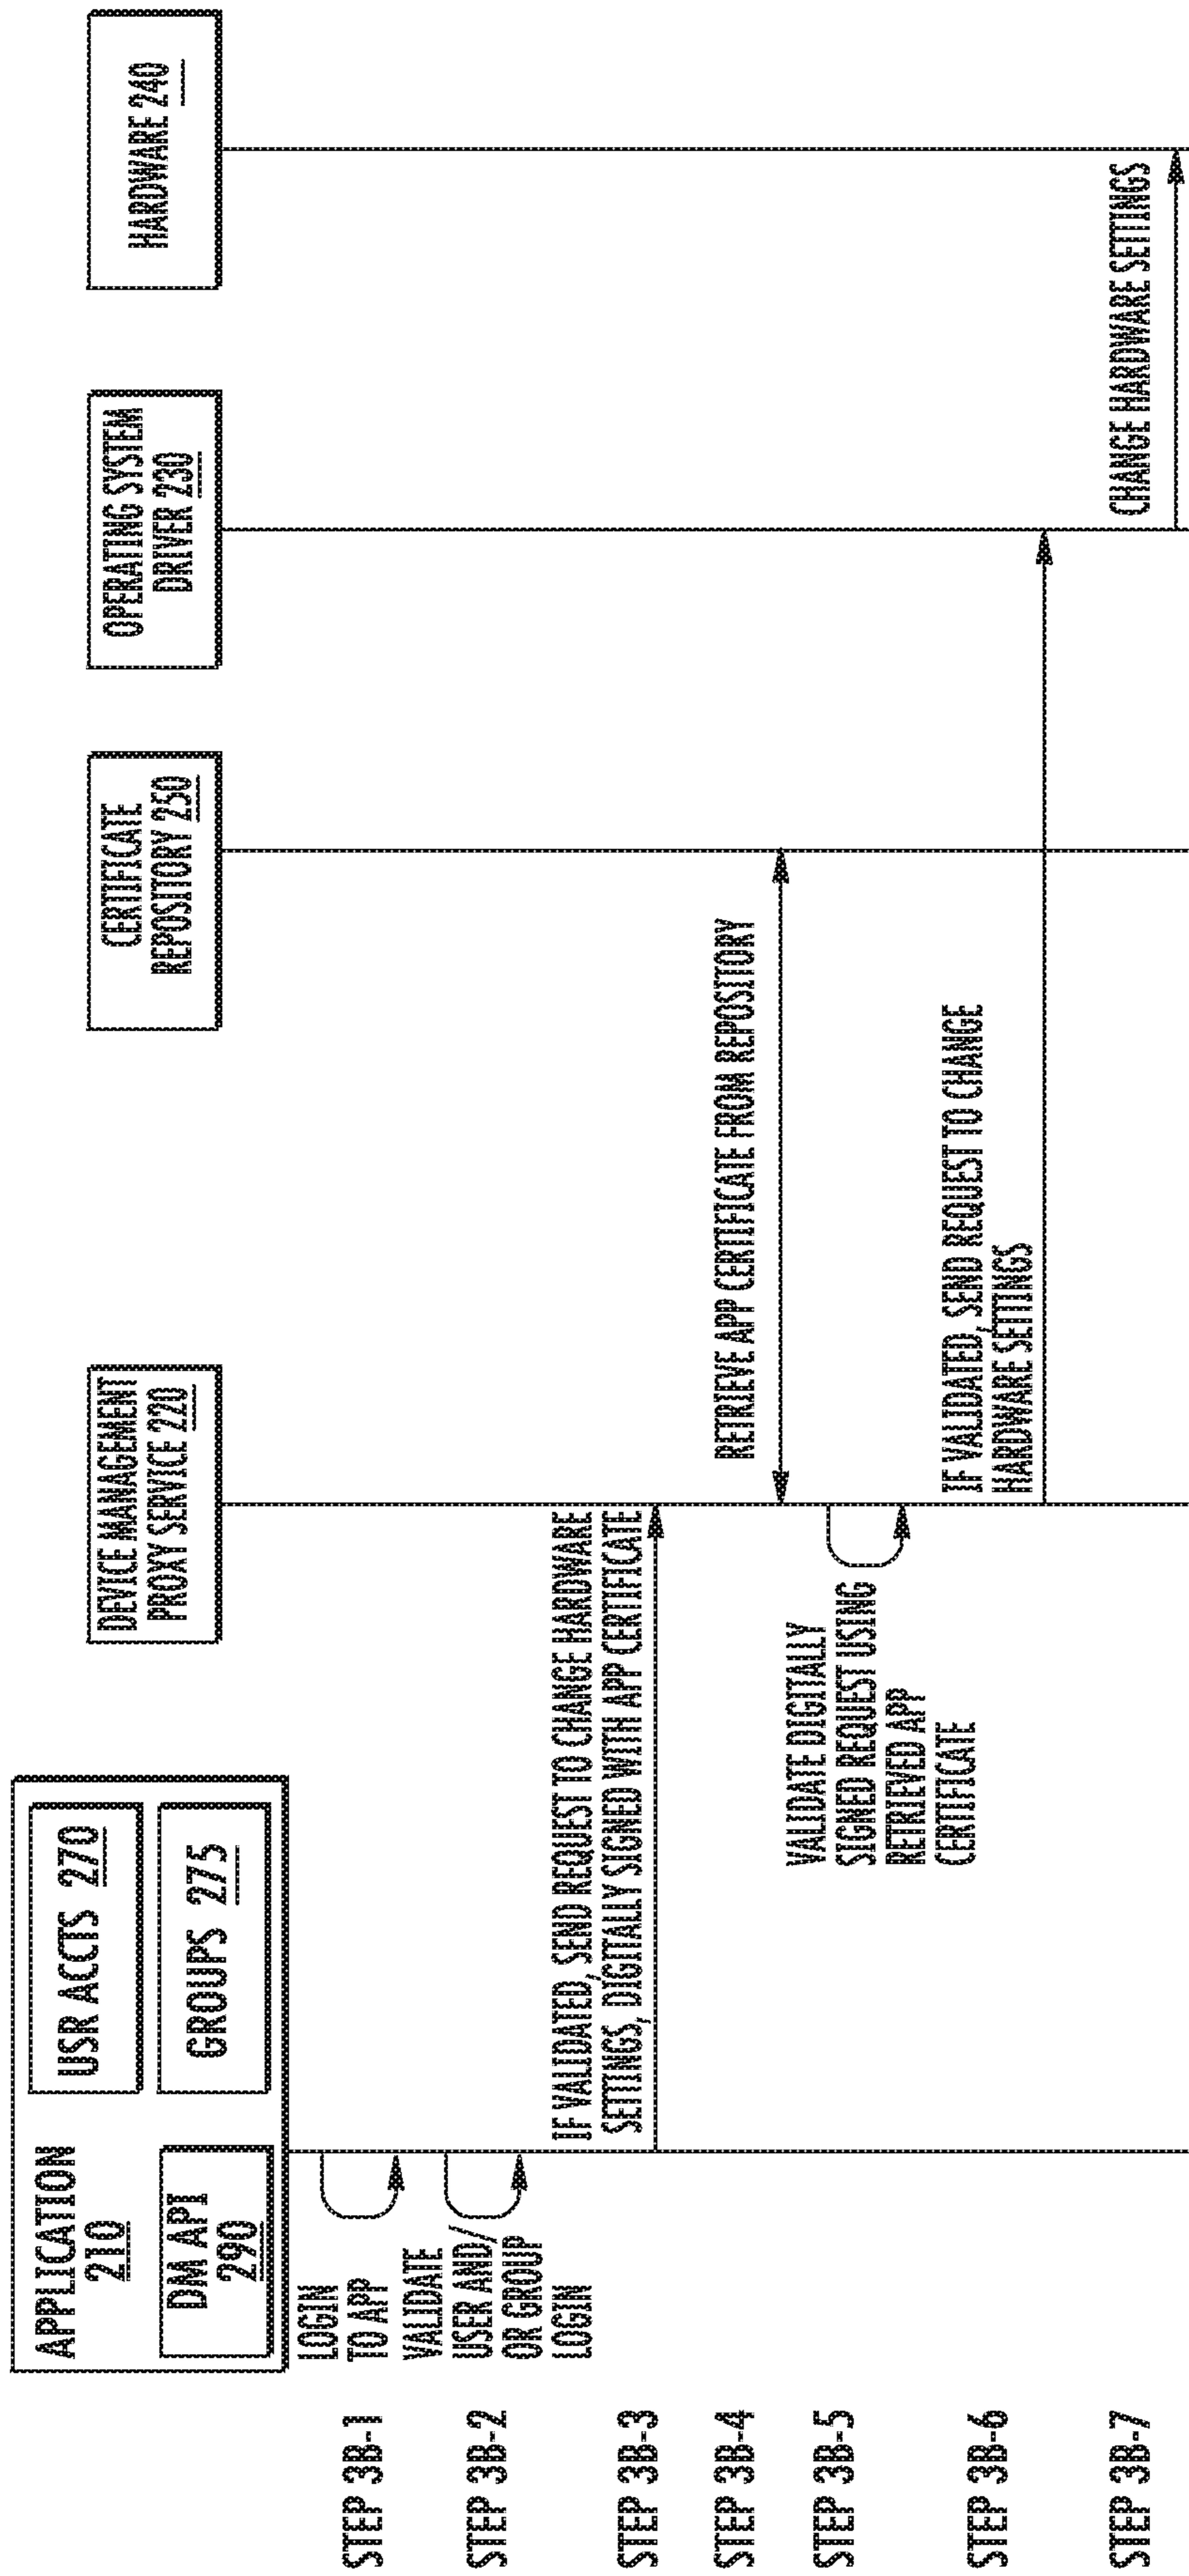 APPLICATION
210
USR ACCTS 270
DM API
290
GROUPS 275
DEVICE MANAGEMENT
PROXY SERVICE 220
CERTIFICATE
REPOSITORY 250
OPERATING SYSTEM
DRIVER 230
HARDWARE 240
STEP 3B-1
LOGIN
TO APP
STEP 3B-2
VALIDATE
USER AND/
OR GROUP
LOGIN
STEP 3B-3
IF VALIDATED, SEND REQUEST TO CHANGE HARDWARE
SETTINGS, DIGITALLY SIGNED WITH APP CERTIFICATE
STEP 3B-4
RETRIEVE APP CERTIFICATE FROM REPOSITORY
STEP 3B-5
VALIDATE DIGITALLY
SIGNED REQUEST USING
RETRIEVED APP
CERTIFICATE
STEP 3B-6
IF VALIDATED, SEND REQUEST TO CHANGE
HARDWARE SETTINGS
STEP 3B-7
CHANGE HARDWARE SETTINGS